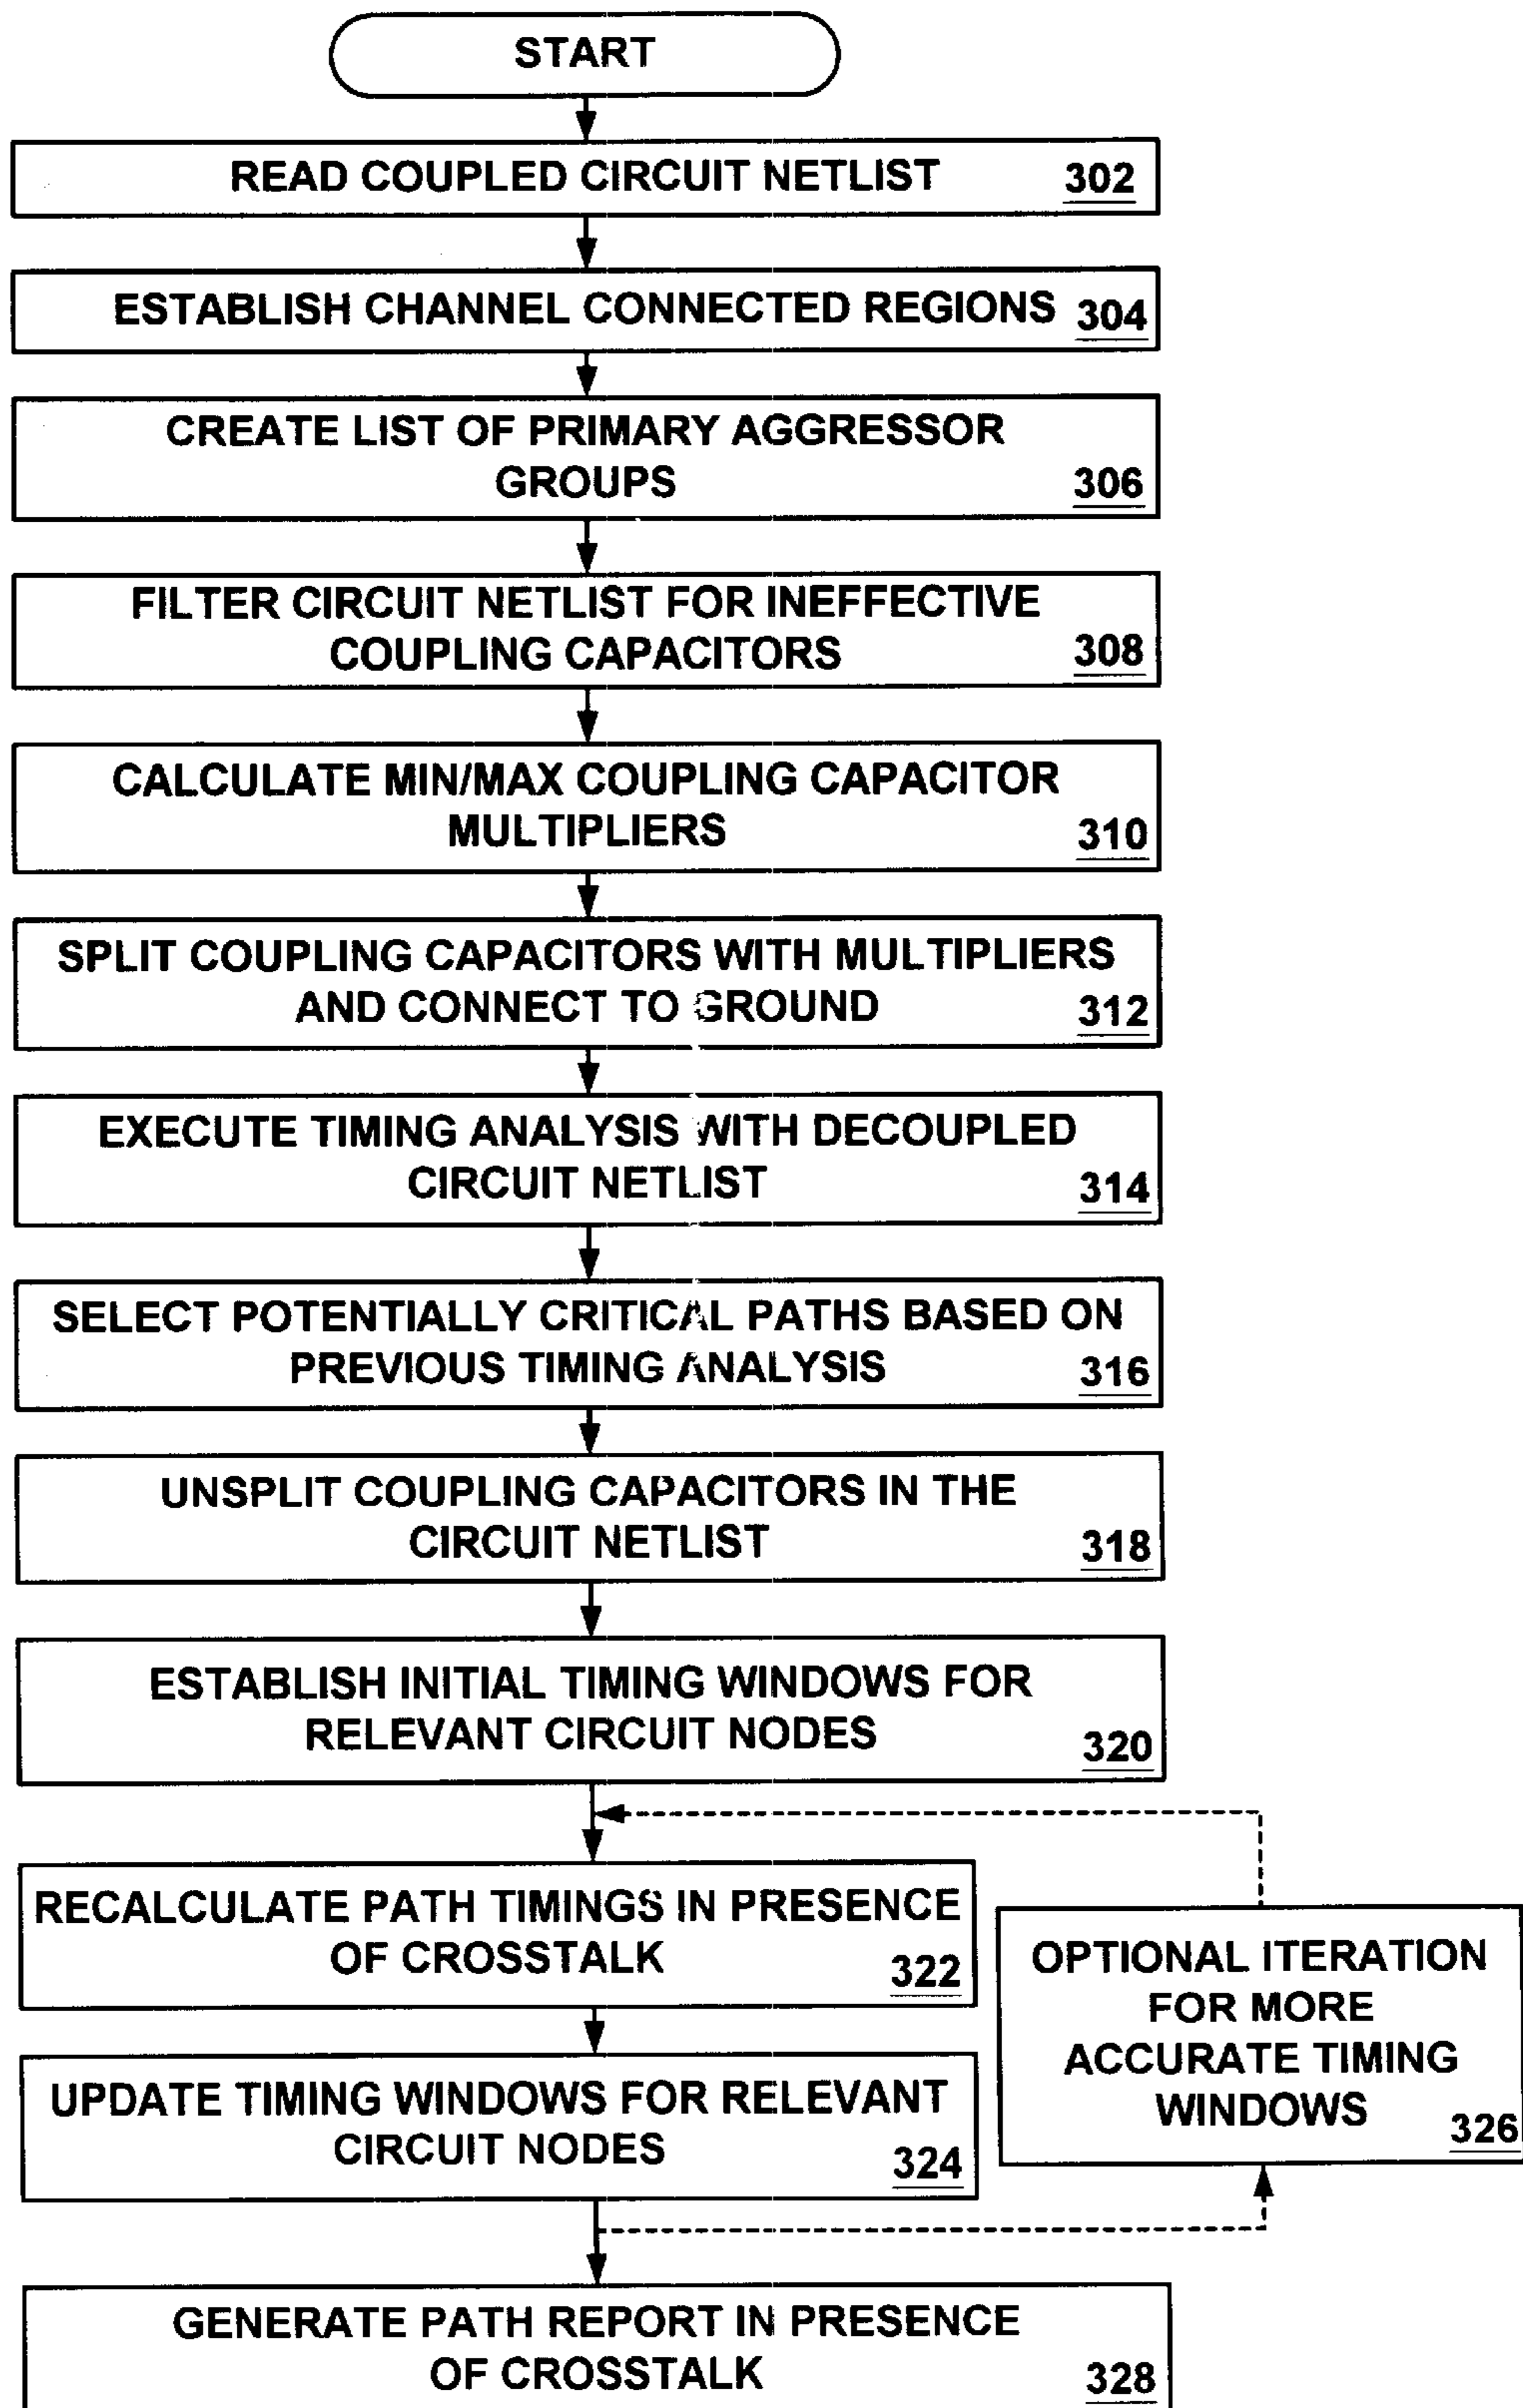 START
READ COUPLED CIRCUIT NETLIST 302
ESTABLISH CHANNEL CONNECTED REGIONS 304
CREATE LIST OF PRIMARY AGGRESSOR
GROUPS 306
FILTER CIRCUIT NETLIST FOR INEFFECTIVE
COUPLING CAPACITORS 308
CALCULATE MIN/MAX COUPLING CAPACITOR
MULTIPLIERS 310
SPLIT COUPLING CAPACITORS WITH MULTIPLIERS
AND CONNECT TO GROUND 312
EXECUTE TIMING ANALYSIS WITH DECOUPLED
CIRCUIT NETLIST 314
SELECT POTENTIALLY CRITICAL PATHS BASED ON
PREVIOUS TIMING ANALYSIS 316
UNSPLIT COUPLING CAPACITORS IN THE
CIRCUIT NETLIST 318
ESTABLISH INITIAL TIMING WINDOWS FOR
RELEVANT CIRCUIT NODES 320
RECALCULATE PATH TIMINGS IN PRESENCE
OF CROSSTALK 322
UPDATE TIMING WINDOWS FOR RELEVANT
CIRCUIT NODES 324
OPTIONAL ITERATION
FOR MORE
ACCURATE TIMING
WINDOWS 326
GENERATE PATH REPORT IN PRESENCE
OF CROSSTALK 328